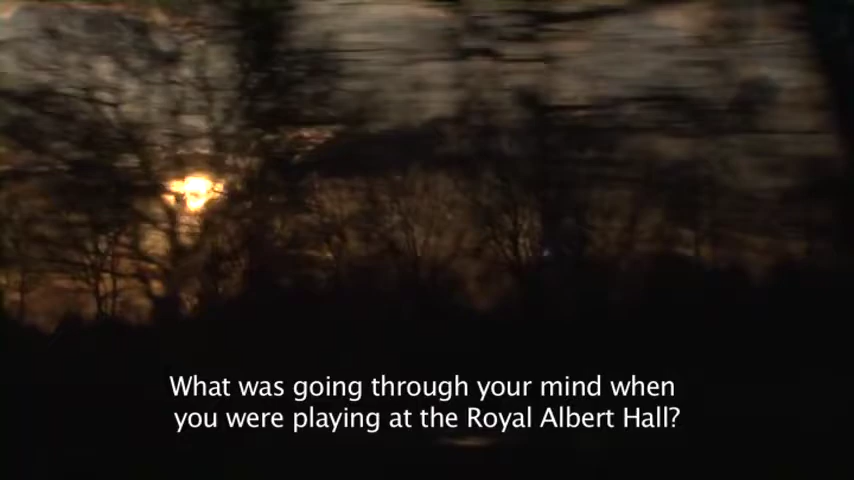 What was going through your mind when
you were playing at the Royal Albert Hall?